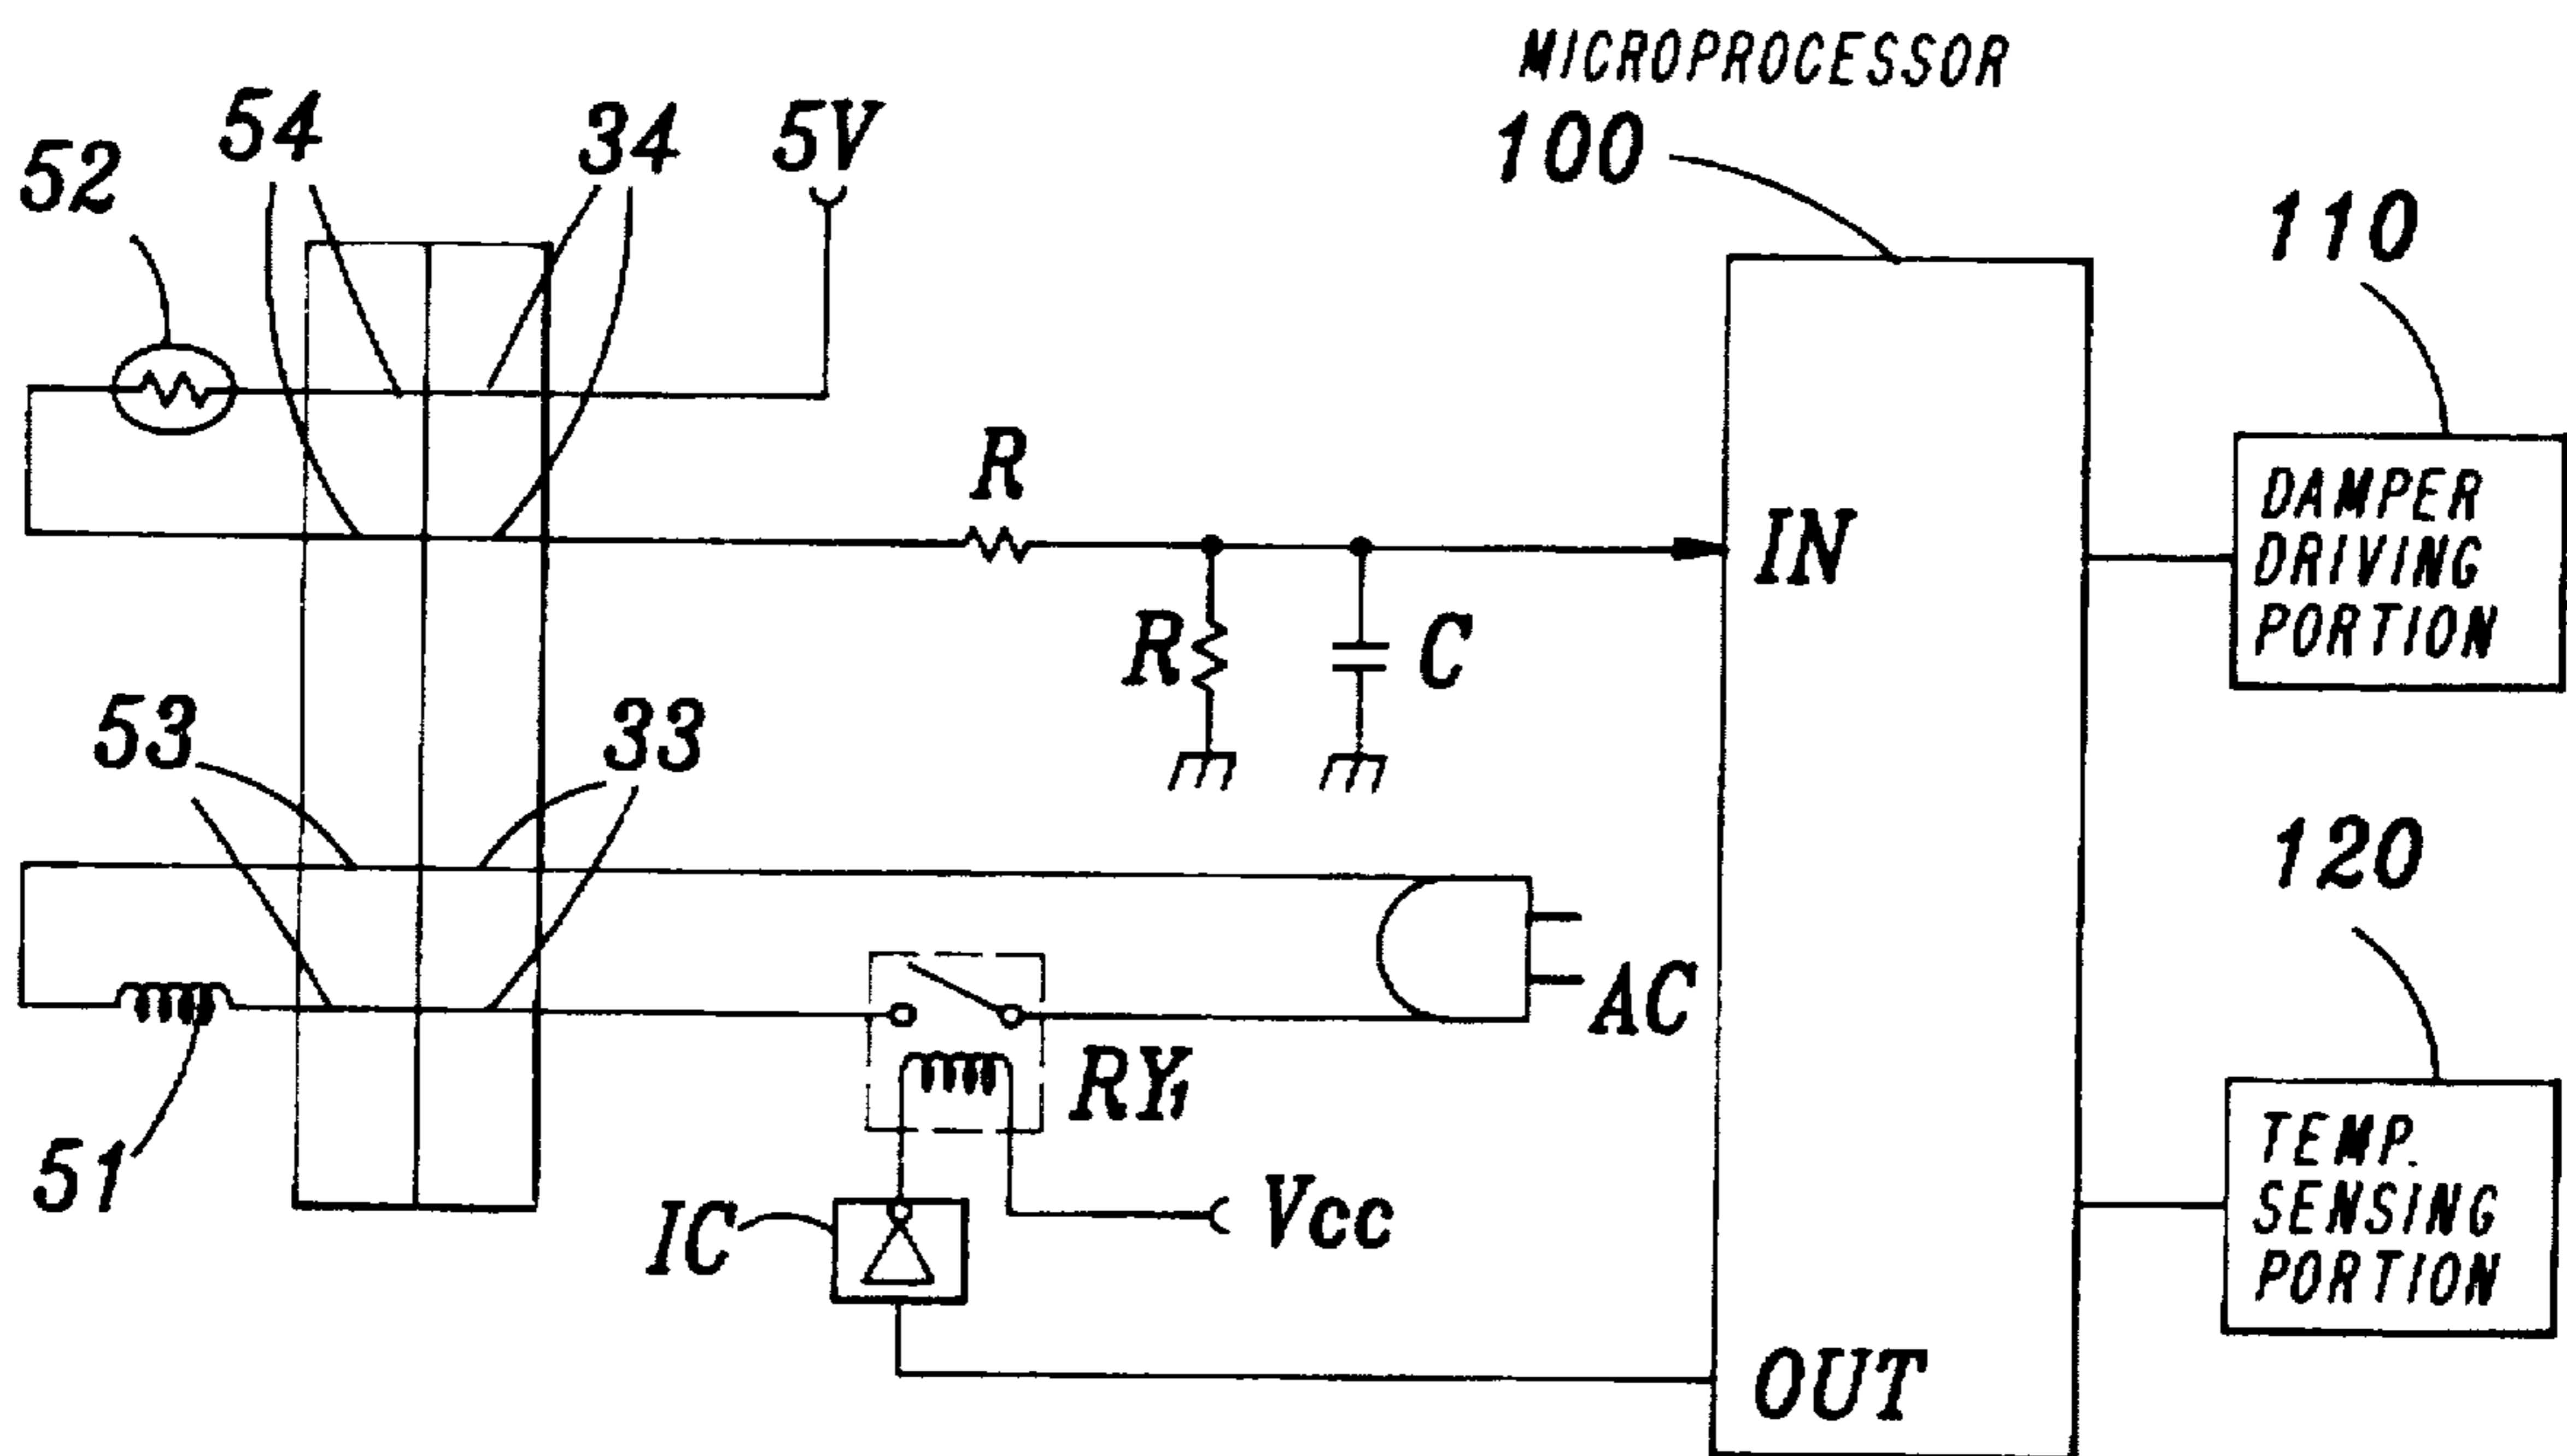 MICROPROCESSOR
100
54
34
5V
52
110
R
IN
DAMPER
DRIVING
PORTION
R
C
53
33
120
AC
RY1
51
IC
Vcc
TEMP.
SENSING
PORTION
OUT